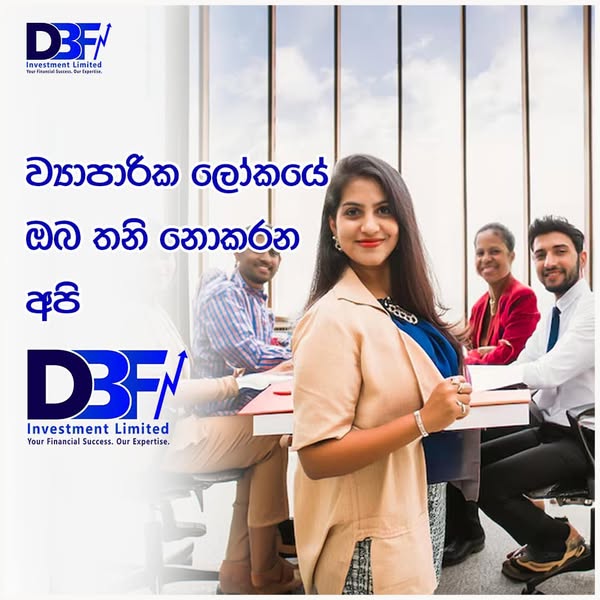 DBF
Investment Limited
Your Financial Success. Our Expertise.
ව්‍යාපාරික ලෝකයේ
ඔබ තනි නොකරන
අපි
DBF
Investment Limited
Your Financial Success. Our Expertise.